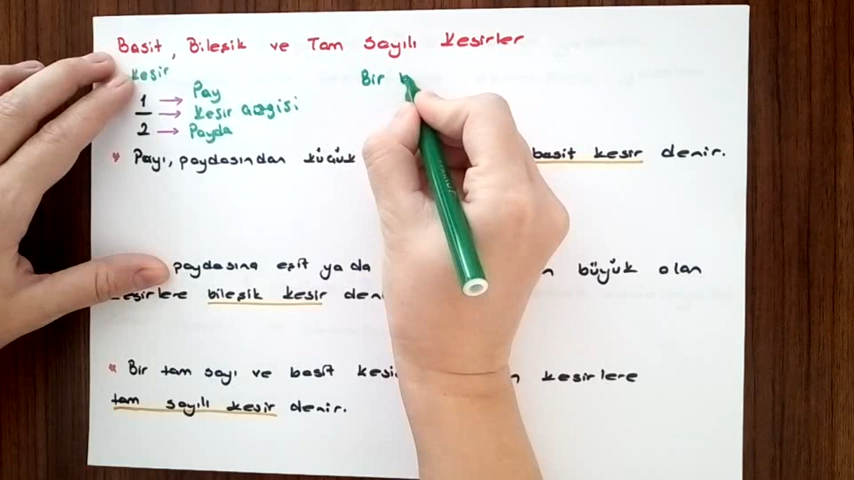 Basit, Bileşik ve Tam Sayılı Kesirler
Kesir
Bir
1 → Pay
→ Kesir çizgisi
2 → Payda
* Payı, paydasından küçük basit kesir denir.
paydasına eşit ya da büyük olan
kesirlere bileşik kesir
* Bir tam sayı ve basit kesirlere
tam sayılı kesir denir.